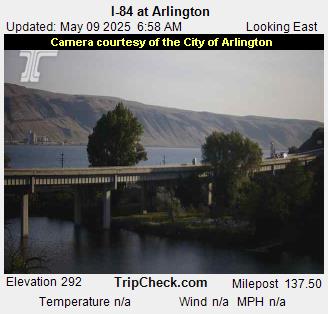 I-84 at Arlington
Updated: May 09 2025 6:58 AM Looking East
Camera courtesy of the City of Arlington
Elevation 292 TripCheck.com Milepost 137.50
Temperature n/a Wind n/a MPH n/a